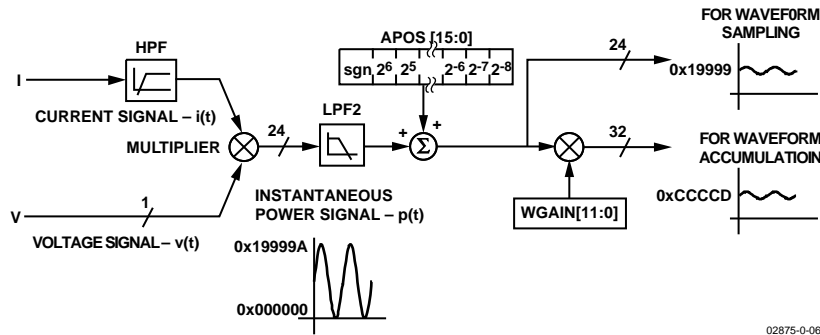 FOR WAVEF0RM
SAMPLING
APOS [15:0]
HPF
24
0x19999
sgn 2^6 2^5 2^-6 2^-7 2^-8
I
LPF2
32
FOR WAVEFORM
ACCUMULATIOIN
CURRENT SIGNAL – i(t)
MULTIPLIER
24
+
+
Σ
0xCCCCD
INSTANTANEOUS
POWER SIGNAL – p(t)
WGAIN[11:0]
1
V
VOLTAGE SIGNAL– v(t)
0x19999A
0x000000
02875-0-06